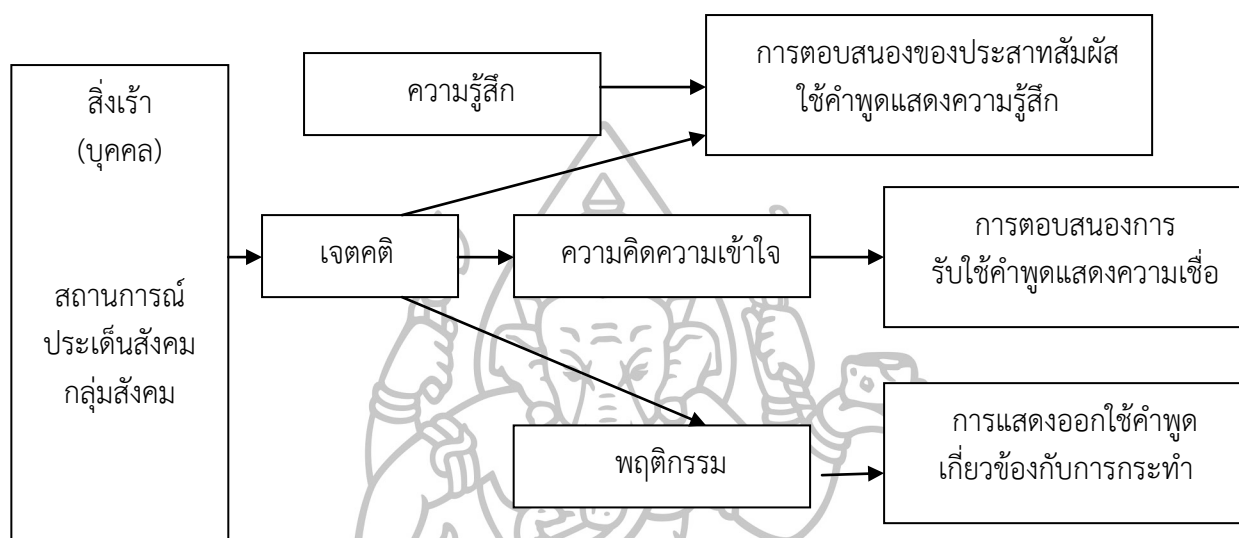 สิ่งเร้า
(บุคคล)
สถานการณ์
ประเด็นสังคม
กลุ่มสังคม
ความรู้สึก
การตอบสนองของประสาทสัมผัส
ใช้คำพูดแสดงความรู้สึก
เจตคติ
ความคิดความเข้าใจ
การตอบสนองการ
รับใช้คำพูดแสดงความเชื่อ
พฤติกรรม
การแสดงออกใช้คำพูด
เกี่ยวข้องกับการกระทำ